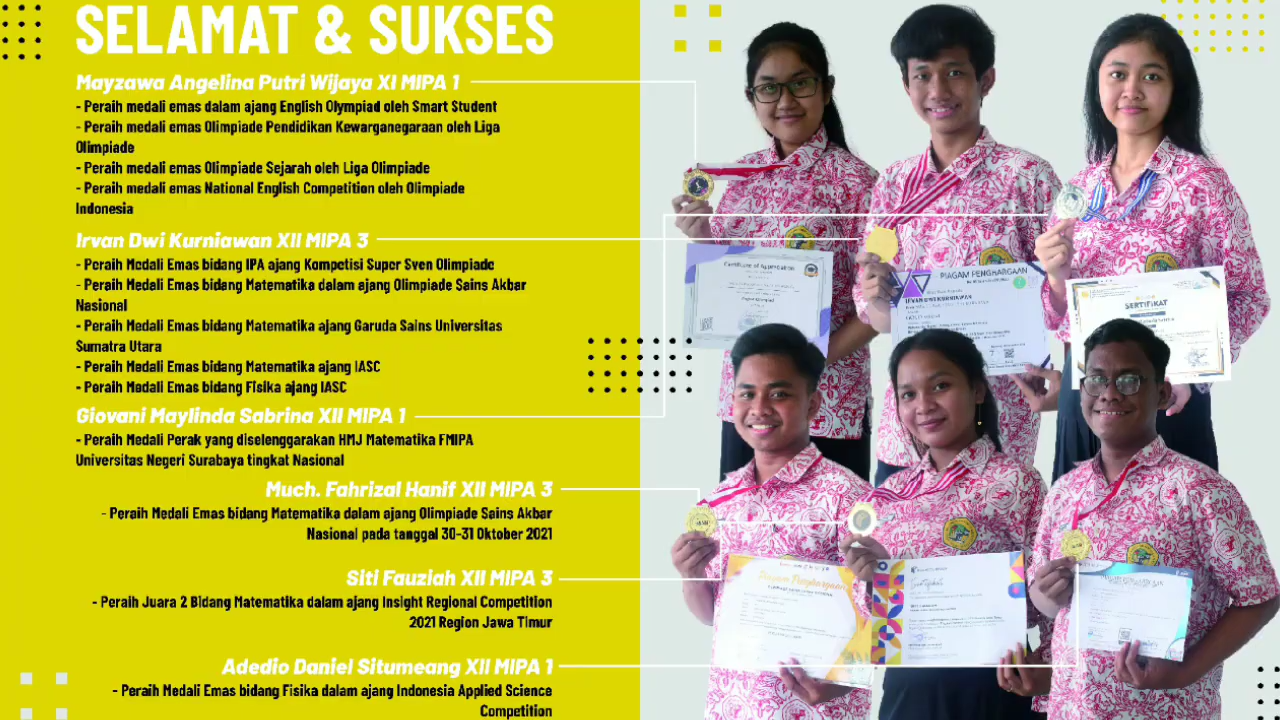 SELAMAT & SUKSES
Mayzawa Angelina Putri Wijaya XI MIPA 1
- Peraih medali emas dalam ajang English Olympiad oleh Smart Student
- Peraih medali emas Olimpiade Pendidikan Kewarganegaraan oleh Liga
Olimpiade
- Peraih medali emas Olimpiade Sejarah oleh Liga Olimpiade
- Peraih medali emas National English Competition oleh Olimpiade
Indonesia
Irvan Dwi Kurniawan XII MIPA 3
- Peraih Medali Emas bidang IPA ajang Kompetisi Super Sven Olimpiade
- Peraih Medali Emas bidang Matematika dalam ajang Olimpiade Sains Akbar
Nasional
- Peraih Medali Emas bidang Matematika ajang Garuda Sains Universitas
Sumatra Utara
- Peraih Medali Emas bidang Matematika ajang IASC
- Peraih Medali Emas bidang Fisika ajang IASC
Giovani Maylinda Sabrina XII MIPA 1
- Peraih Medali Perak yang diselenggarakan HMJ Matematika FMIPA
Universitas Negeri Surabaya tingkat Nasional
Much. Fahrizal Hanif XII MIPA 3
- Peraih Medali Emas bidang Matematika dalam ajang Olimpiade Sains Akbar
Nasional pada tanggal 30-31 Oktober 2021
Siti Fauziah XII MIPA 3
- Peraih Juara 2 Bidang Matematika dalam ajang Insight Regional Competition
2021 Region Jawa Timur
Adedio Daniel Situmeang XII MIPA 1
- Peraih Medali Emas bidang Fisika dalam ajang Indonesia Applied Science
Competition
Certificate of Appreciation
PIAGAM PENGHARGAAN
SERTIFIKAT
Piagam Penghargaan
Sertifikat